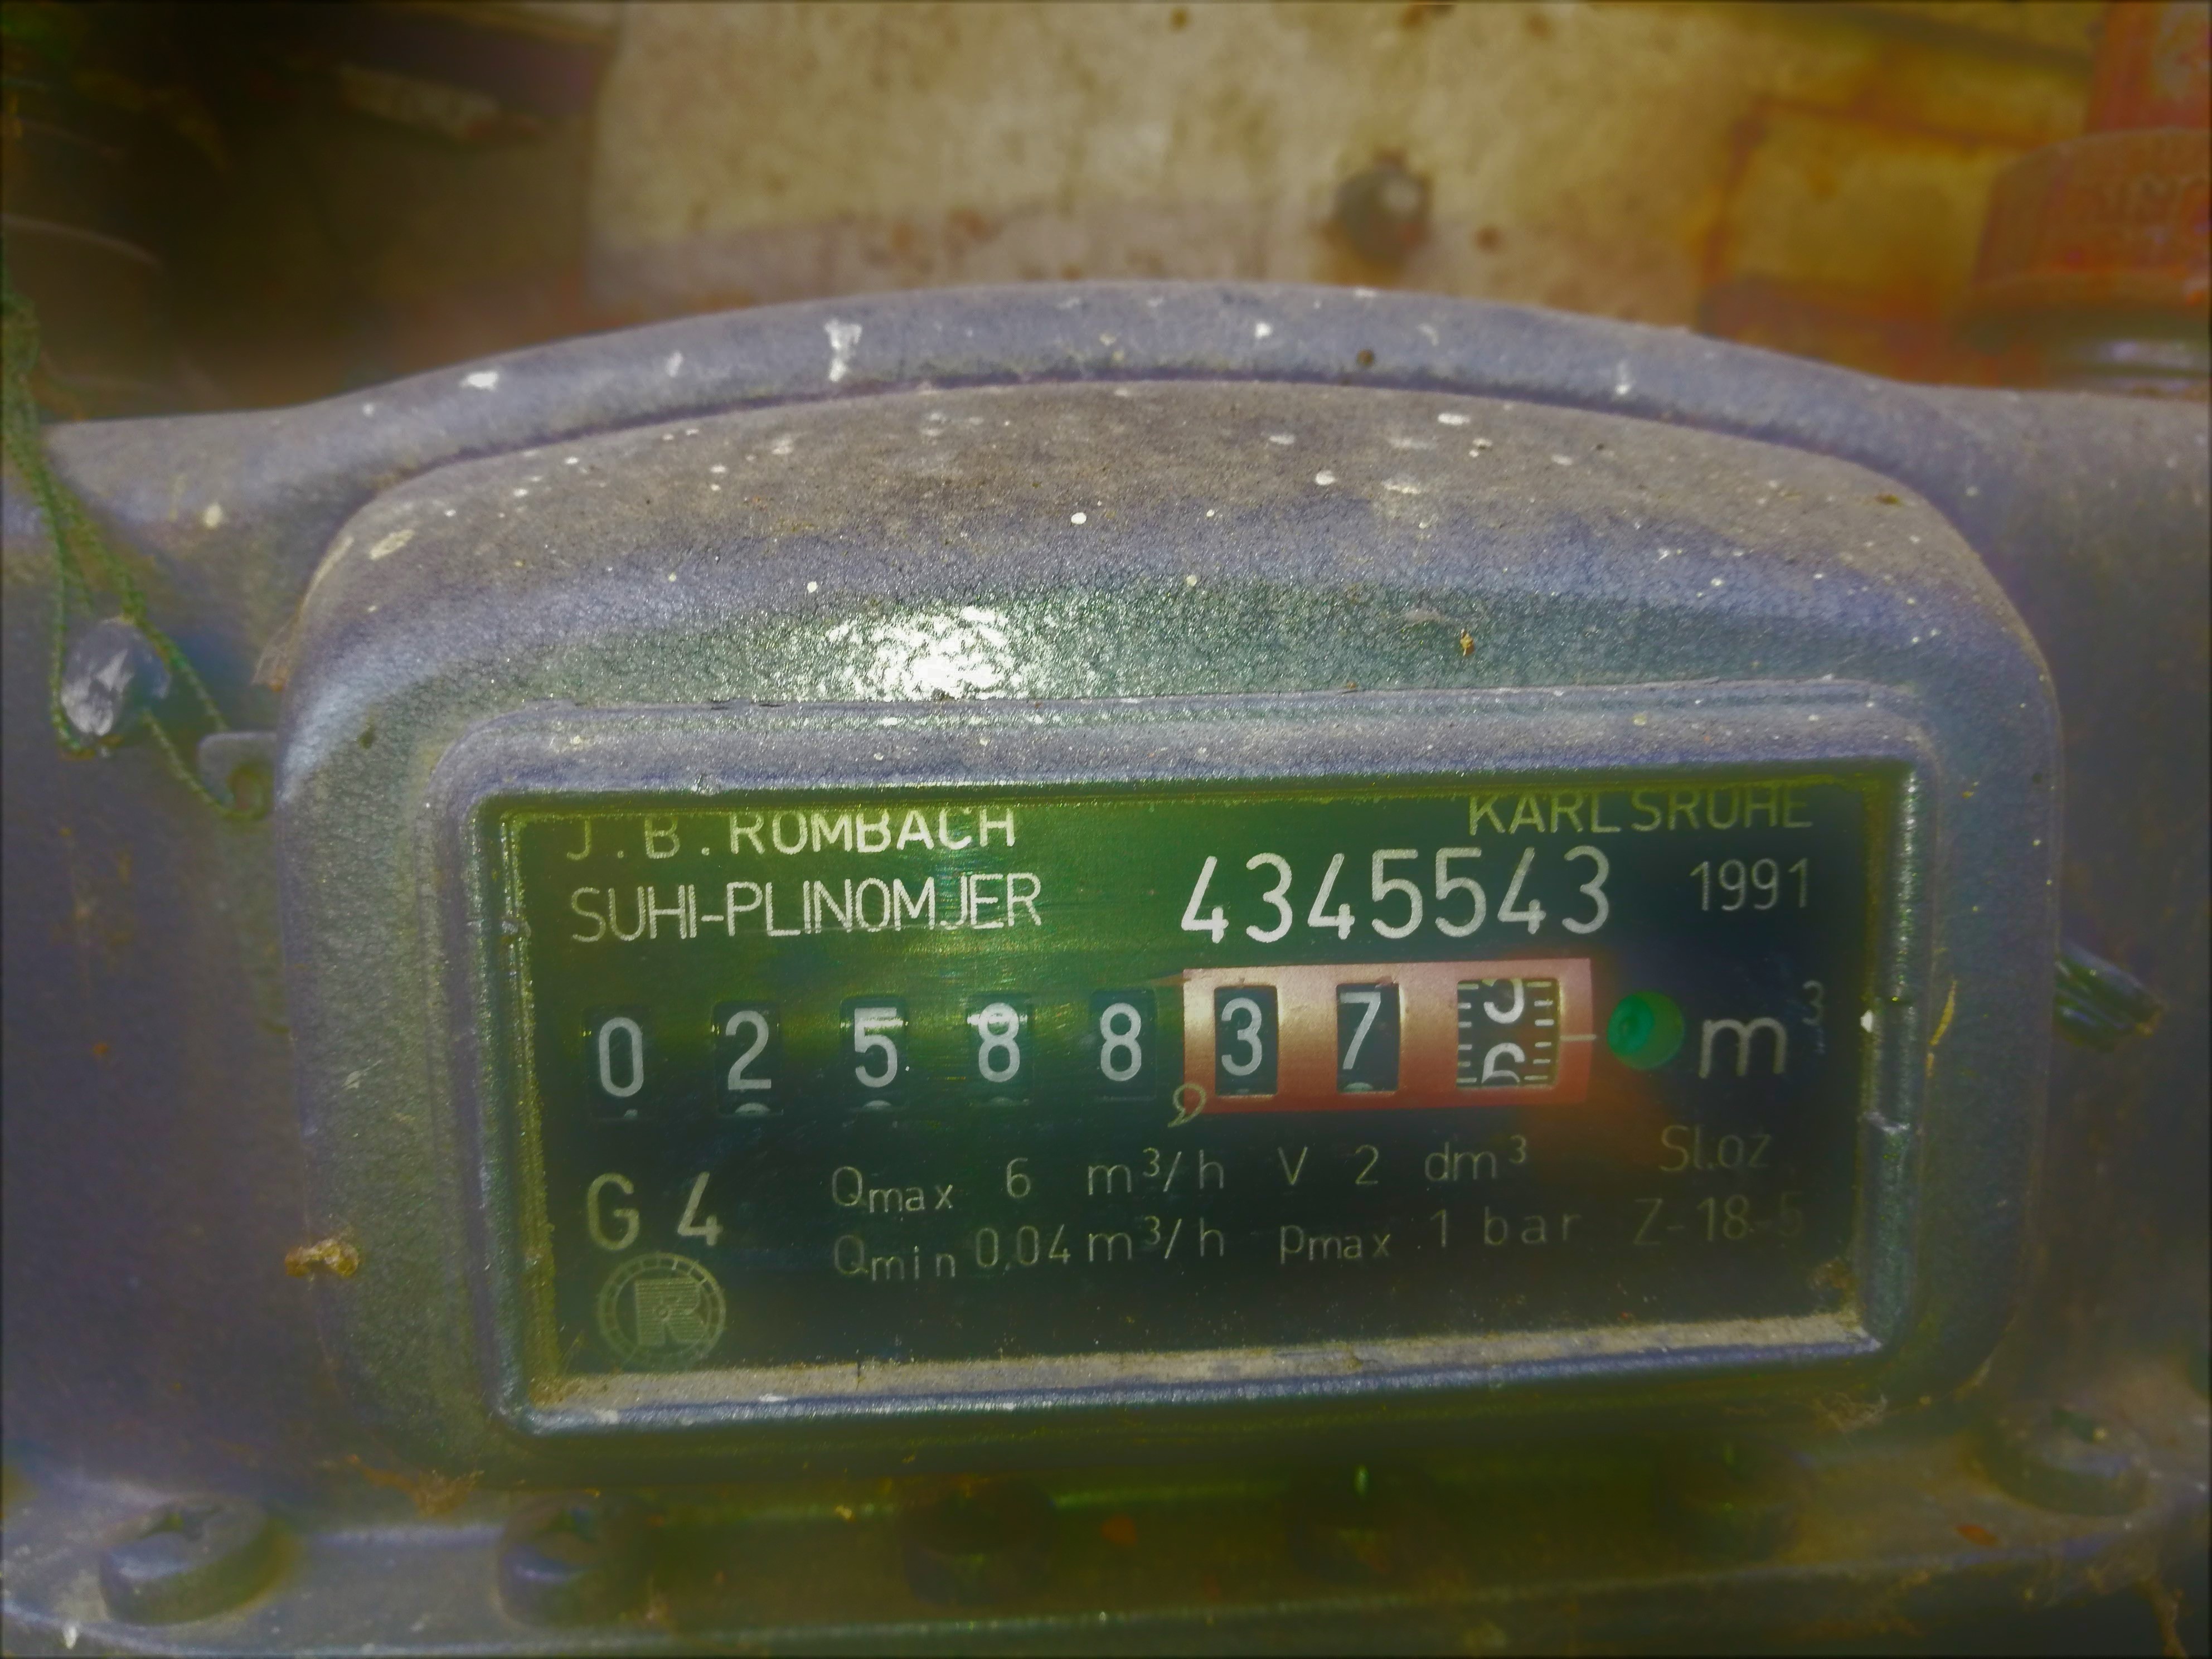 J.B. ROMBACH KARLSRUHE
SUHI-PLINOMJER 4345543 1991
0 2 5 8 8 , 3 7 m³
G 4 Qmax 6 m³/h V 2 dm³ Sl.oz
Qmin 0,04 m³/h pmax 1 bar Z-18-5
R